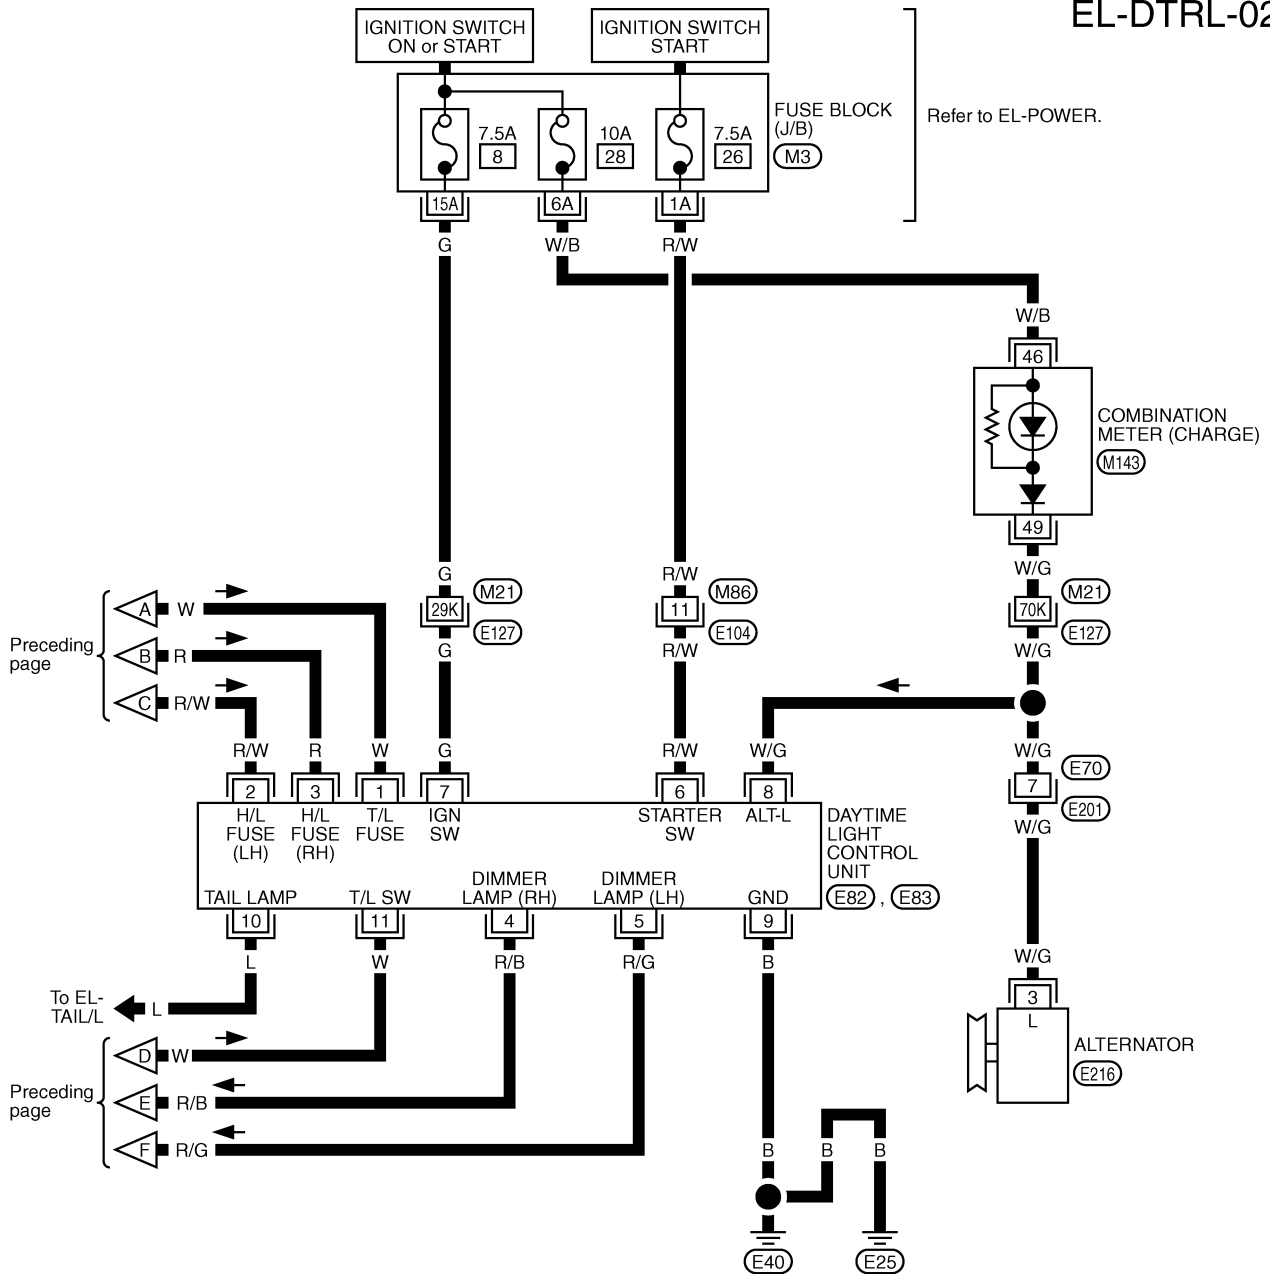 EL-DTRL-02
IGNITION SWITCH
ON or START
IGNITION SWITCH
START
FUSE BLOCK
(J/B)
M3
Refer to EL-POWER.
7.5A
8
10A
28
7.5A
26
15A
6A
1A
G
W/B
R/W
W/B
46
COMBINATION
METER (CHARGE)
M143
49
G
R/W
W/G
M21
M86
M21
29K
11
70K
E127
E104
E127
G
R/W
W/G
Preceding
page
A
W
B
R
C
R/W
R/W
R
W
G
R/W
W/G
W/G
E70
7
E201
W/G
2
3
1
7
6
8
H/L
FUSE
(LH)
H/L
FUSE
(RH)
T/L
FUSE
IGN
SW
STARTER
SW
ALT-L
DAYTIME
LIGHT
CONTROL
UNIT
E82 , E83
TAIL LAMP
T/L SW
DIMMER
LAMP (RH)
DIMMER
LAMP (LH)
GND
10
11
4
5
9
L
W
R/B
R/G
B
W/G
3
L
ALTERNATOR
E216
To EL-
TAIL/L
L
Preceding
page
D
W
E
R/B
F
R/G
B
B
B
E40
E25